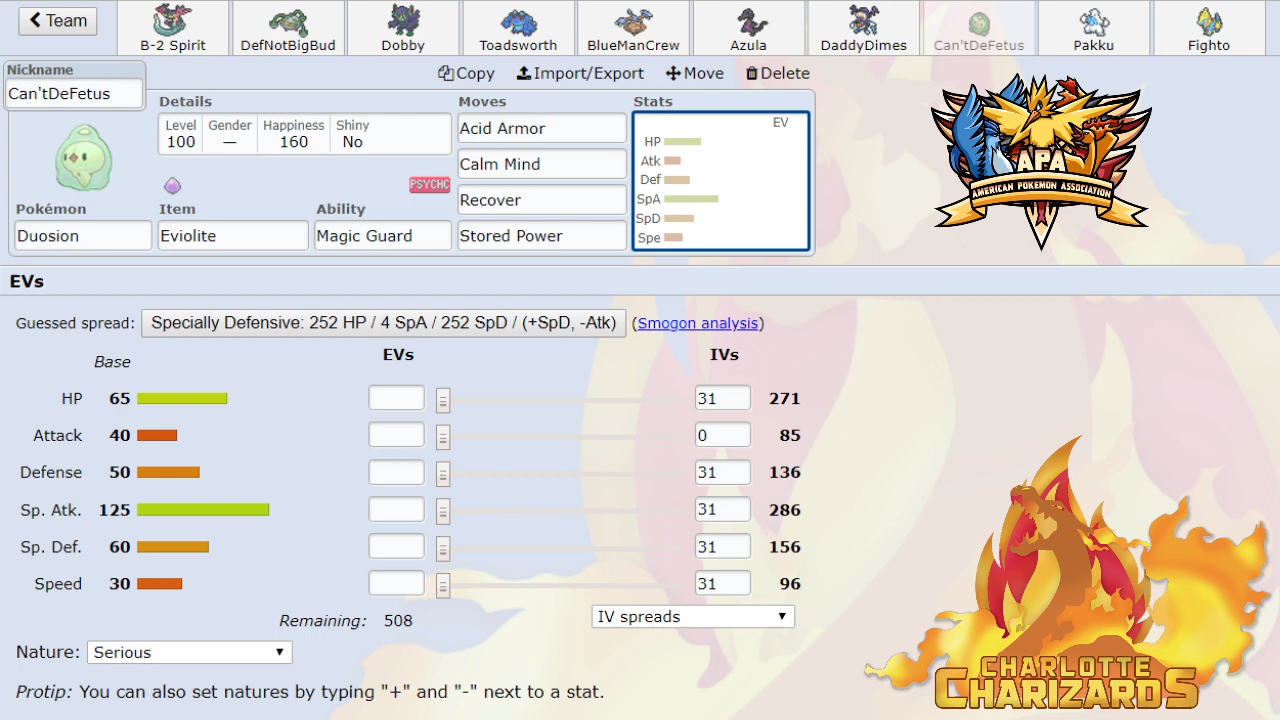 Team
B-2 Spirit
DefNotBigBud
Dobby
Toadsworth
BlueManCrew
Azula
DaddyDimes
Can'tDeFetus
Pakku
Fighto
Nickname
Can'tDeFetus
Copy
Import/Export
Move
Delete
Details
Level Gender Happiness Shiny
100 — 160 No
PSYCHC
Pokémon
Duosion
Item
Eviolite
Ability
Magic Guard
Moves
Acid Armor
Calm Mind
Recover
Stored Power
Stats
EV
HP
Atk
Def
SpA
SpD
Spe
APA
AMERICAN POKEMON ASSOCIATION
EVs
Guessed spread: Specially Defensive: 252 HP / 4 SpA / 252 SpD / (+SpD, -Atk) (Smogon analysis)
Base EVs IVs
HP 65 31 271
Attack 40 0 85
Defense 50 31 136
Sp. Atk. 125 31 286
Sp. Def. 60 31 156
Speed 30 31 96
Remaining: 508
IV spreads
Nature: Serious
Protip: You can also set natures by typing "+" and "-" next to a stat.
CHARLOTTE
CHARIZARDS